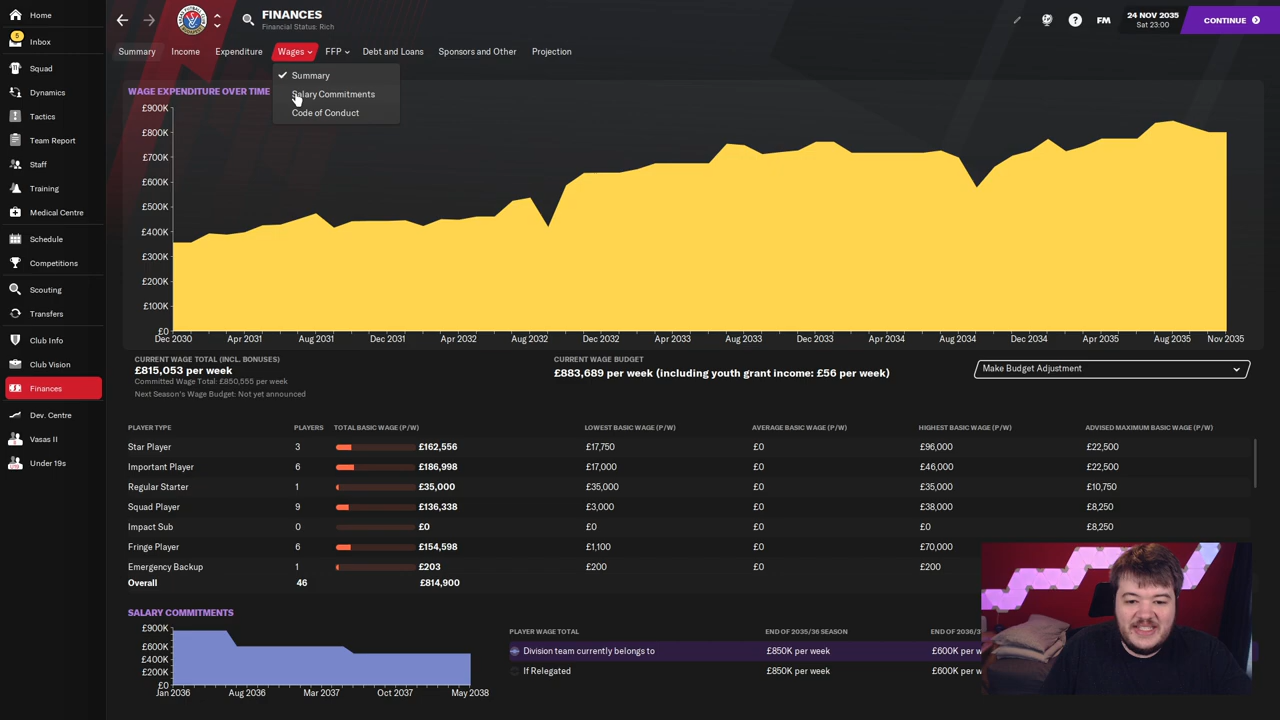 Home
FINANCES
Financial Status: Rich
FM
24 NOV 2035
Sat 23:00
CONTINUE
5
Inbox
Summary
Income
Expenditure
Wages
FFP
Debt and Loans
Sponsors and Other
Projection
Squad
Dynamics
Tactics
Team Report
Staff
Training
Medical Centre
Schedule
Competitions
Scouting
Transfers
Club Info
Club Vision
Finances
Dev. Centre
Vasas II
Under 19s
Summary
Salary Commitments
Code of Conduct
WAGE EXPENDITURE OVER TIME
£900K
£800K
£700K
£600K
£500K
£400K
£300K
£200K
£100K
£0
Dec 2030 Apr 2031 Aug 2031 Dec 2031 Apr 2032 Aug 2032 Dec 2032 Apr 2033 Aug 2033 Dec 2033 Apr 2034 Aug 2034 Dec 2034 Apr 2035 Aug 2035 Nov 2035
CURRENT WAGE TOTAL (INCL. BONUSES)
£815,053 per week
Committed Wage Total: £850,555 per week
Next Season's Wage Budget: Not yet announced
CURRENT WAGE BUDGET
£883,689 per week (including youth grant income: £56 per week)
Make Budget Adjustment
PLAYER TYPE PLAYERS TOTAL BASIC WAGE (P/W) LOWEST BASIC WAGE (P/W) AVERAGE BASIC WAGE (P/W) HIGHEST BASIC WAGE (P/W) ADVISED MAXIMUM BASIC WAGE (P/W)
Star Player 3 £162,556 £17,750 £0 £96,000 £22,500
Important Player 6 £186,998 £17,000 £0 £46,000 £22,500
Regular Starter 1 £35,000 £35,000 £0 £35,000 £10,750
Squad Player 9 £136,338 £3,000 £0 £38,000 £8,250
Impact Sub 0 £0 £0 £0 £0 £8,250
Fringe Player 6 £154,598 £1,100 £0 £70,000
Emergency Backup 1 £203 £200 £0 £200
Overall 46 £814,900
SALARY COMMITMENTS
£900K
£600K
£400K
£200K
£0
Jan 2036 Aug 2036 Mar 2037 Oct 2037 May 2038
PLAYER WAGE TOTAL END OF 2035/36 SEASON END OF 2036/3
Division team currently belongs to £850K per week £600K per w
If Relegated £850K per week £600K per w